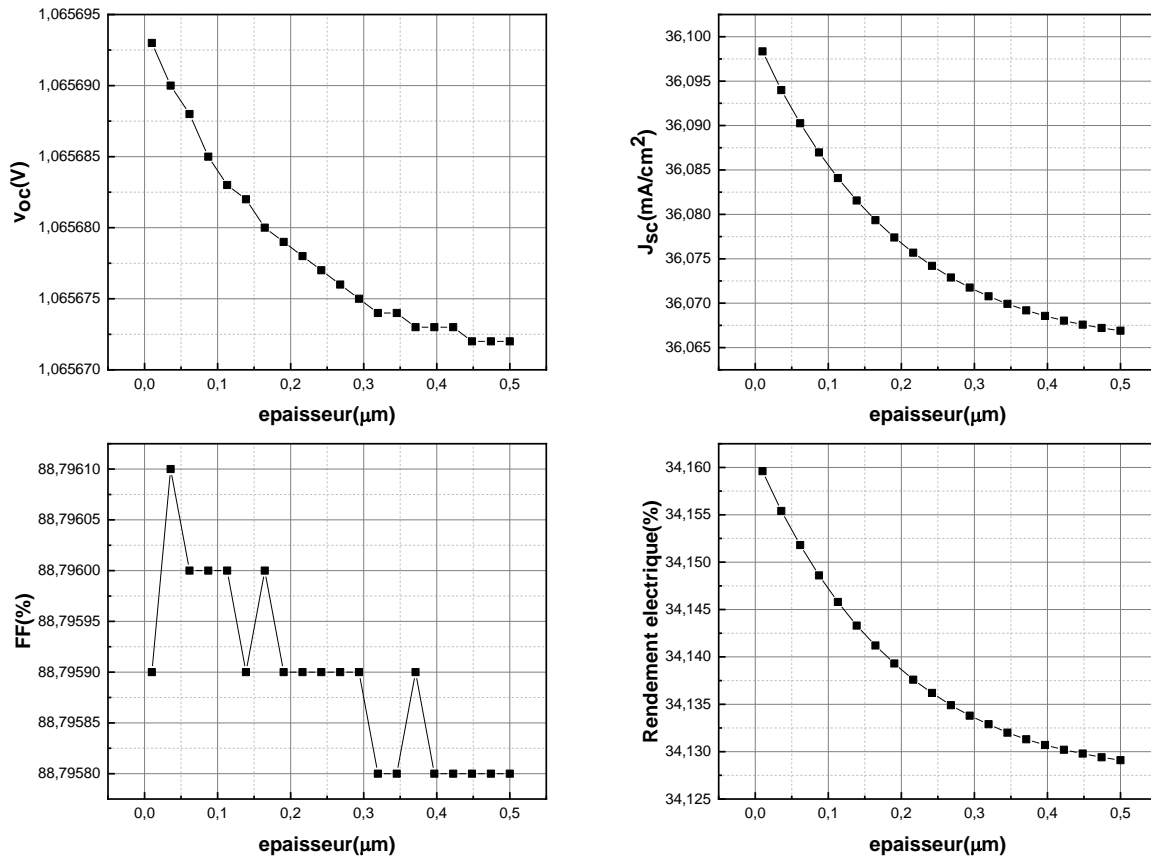 1,065695
1,065690
1,065685
1,065680
1,065675
1,065670
v_OC(V)
0,0 0,1 0,2 0,3 0,4 0,5
epaisseur(μm)
36,100
36,095
36,090
36,085
36,080
36,075
36,070
36,065
J_SC(mA/cm²)
0,0 0,1 0,2 0,3 0,4 0,5
epaisseur(μm)
88,79610
88,79605
88,79600
88,79595
88,79590
88,79585
88,79580
FF(%)
0,0 0,1 0,2 0,3 0,4 0,5
epaisseur(μm)
34,160
34,155
34,150
34,145
34,140
34,135
34,130
34,125
Rendement electrique(%)
0,0 0,1 0,2 0,3 0,4 0,5
epaisseur(μm)